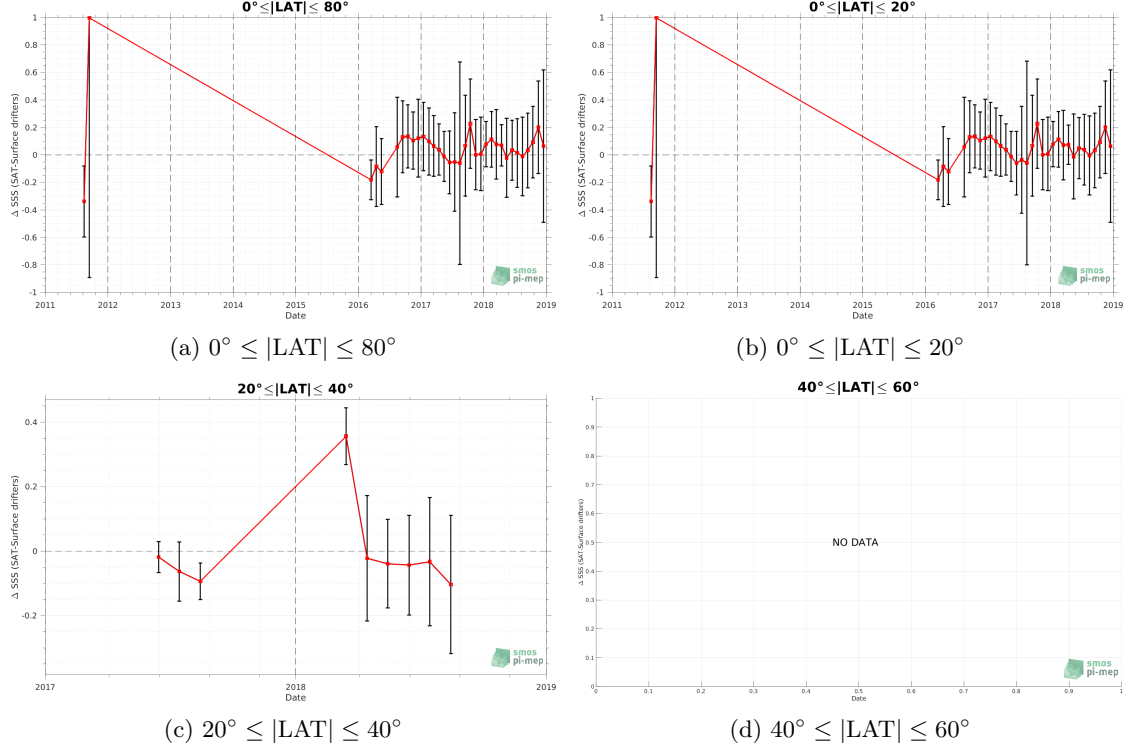 0°≤|LAT|≤ 80°
Δ SSS (SAT-Surface drifters)
1
0.8
0.6
0.4
0.2
0
-0.2
-0.4
-0.6
-0.8
-1
2011 2012 2013 2014 2015 2016 2017 2018 2019
Date
smos
pi-mep
(a) 0° ≤ |LAT| ≤ 80°
0°≤|LAT|≤ 20°
Δ SSS (SAT-Surface drifters)
1
0.8
0.6
0.4
0.2
0
-0.2
-0.4
-0.6
-0.8
-1
2011 2012 2013 2014 2015 2016 2017 2018 2019
Date
smos
pi-mep
(b) 0° ≤ |LAT| ≤ 20°
20°≤|LAT|≤ 40°
Δ SSS (SAT-Surface drifters)
0.4
0.2
0
-0.2
2017 2018 2019
Date
smos
pi-mep
(c) 20° ≤ |LAT| ≤ 40°
40°≤|LAT|≤ 60°
Δ SSS (SAT-Surface drifters)
1
0.9
0.8
0.7
0.6
0.5
0.4
0.3
0.2
0.1
0
NO DATA
0 0.1 0.2 0.3 0.4 0.5 0.6 0.7 0.8 0.9 1
Date
smos
pi-mep
(d) 40° ≤ |LAT| ≤ 60°